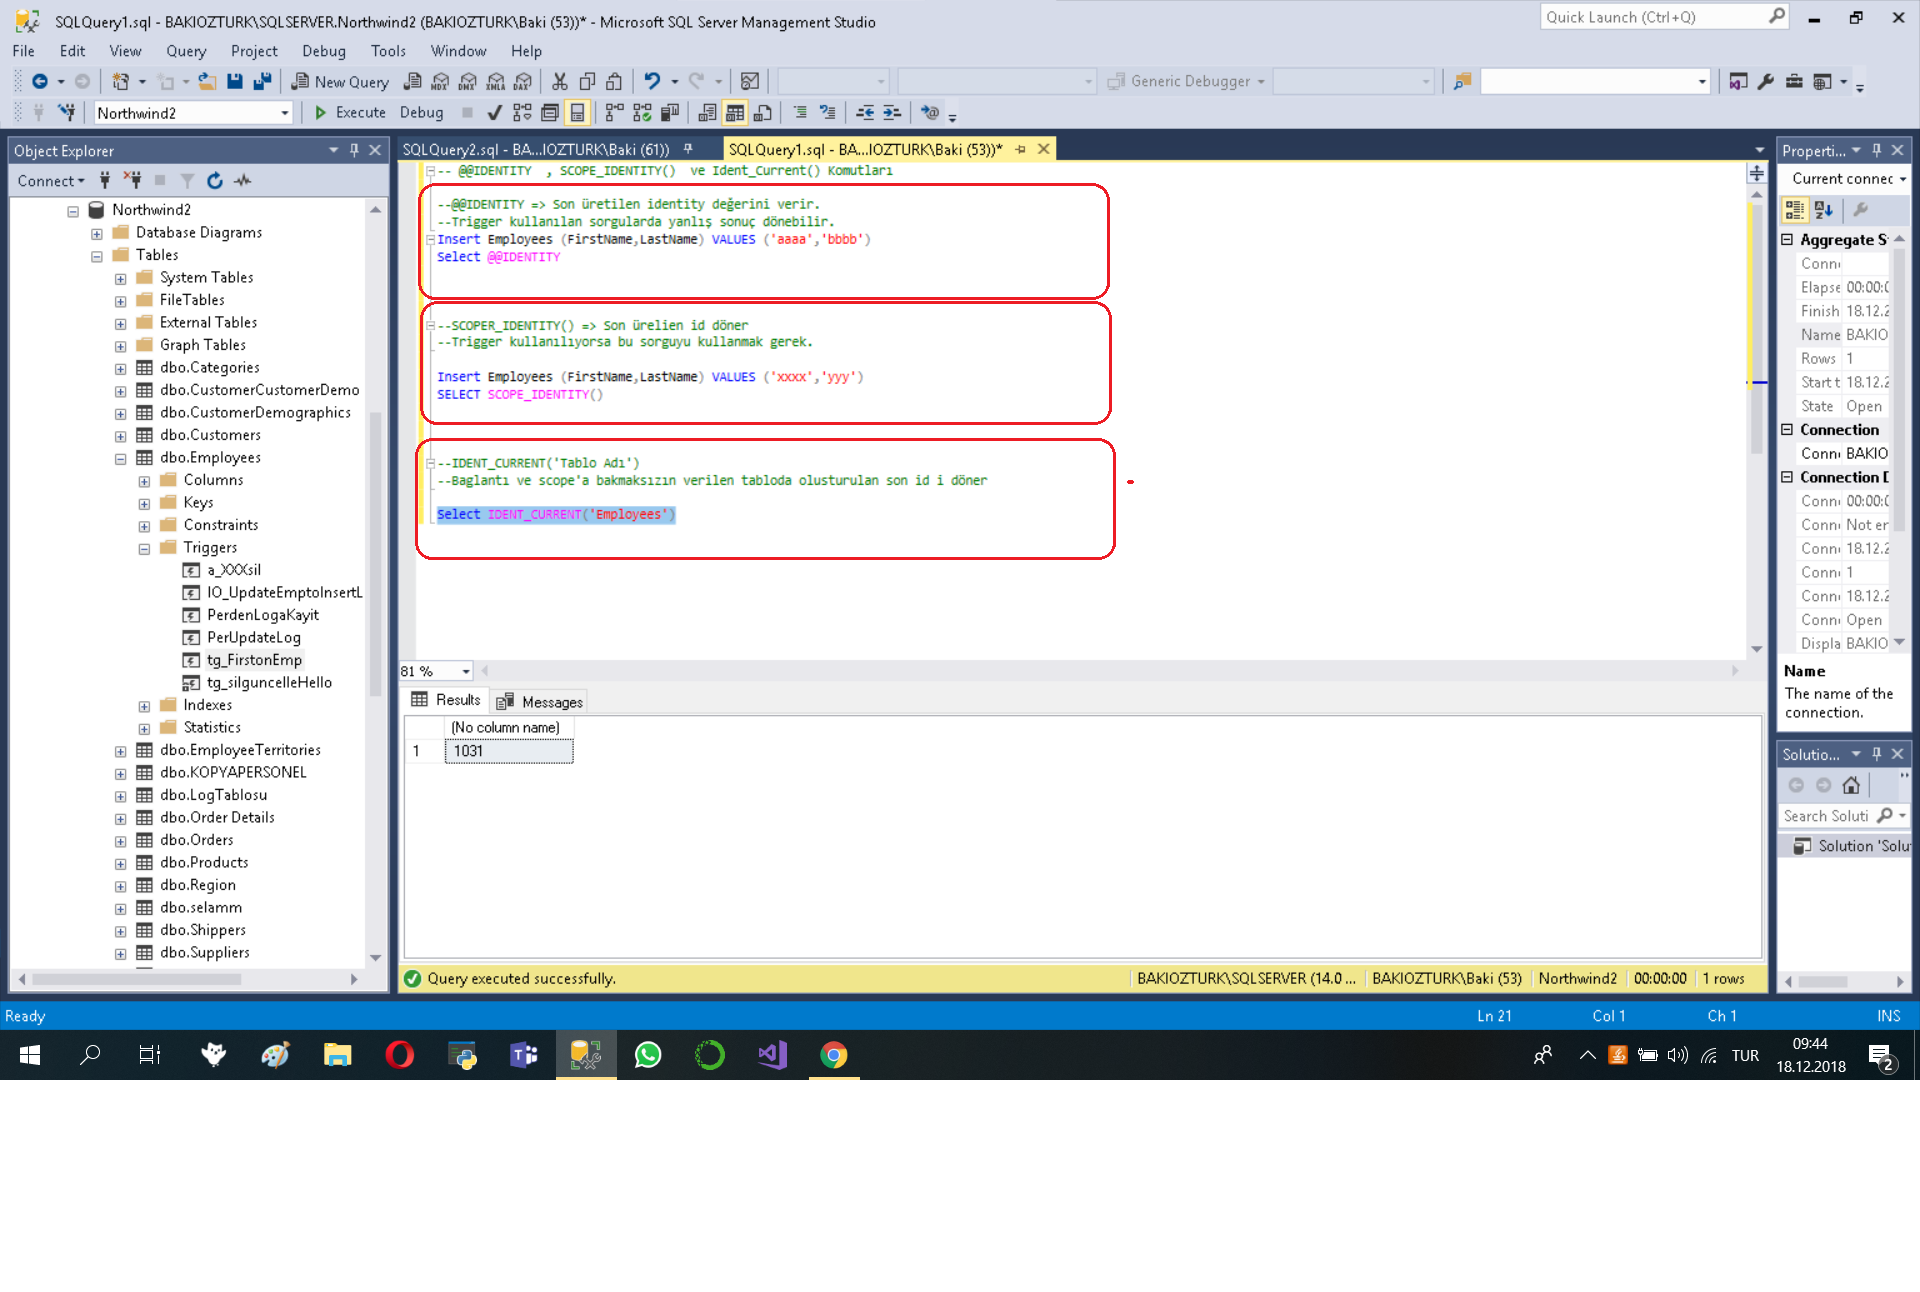 SQLQuery1.sql - BAKIOZTURK\SQLSERVER.Northwind2 (BAKIOZTURK\Baki (53))* - Microsoft SQL Server Management Studio
Quick Launch (Ctrl+Q)
File Edit View Query Project Debug Tools Window Help
New Query
MDX DMX XMLA DAX
Generic Debugger
Northwind2
Execute Debug
Object Explorer
Connect
Northwind2
Database Diagrams
Tables
System Tables
FileTables
External Tables
Graph Tables
dbo.Categories
dbo.CustomerCustomerDemo
dbo.CustomerDemographics
dbo.Customers
dbo.Employees
Columns
Keys
Constraints
Triggers
a_XXXsil
IO_UpdateEmptoInsertL
PerdenLogaKayit
PerUpdateLog
tg_FirstonEmp
tg_silguncelleHello
Indexes
Statistics
dbo.EmployeeTerritories
dbo.KOPYAPERSONEL
dbo.LogTablosu
dbo.Order Details
dbo.Orders
dbo.Products
dbo.Region
dbo.selamm
dbo.Shippers
dbo.Suppliers
SQLQuery2.sql - BA...IOZTURK\Baki (61))
SQLQuery1.sql - BA...IOZTURK\Baki (53))*
-- @@IDENTITY , SCOPE_IDENTITY() ve Ident_Current() Komutları
--@@IDENTITY => Son üretilen identity değerini verir.
--Trigger kullanılan sorgularda yanlış sonuç dönebilir.
Insert Employees (FirstName,LastName) VALUES ('aaaa','bbbb')
Select @@IDENTITY
--SCOPER_IDENTITY() => Son ürelien id döner
--Trigger kullanılıyorsa bu sorguyu kullanmak gerek.
Insert Employees (FirstName,LastName) VALUES ('xxxx','yyy')
SELECT SCOPE_IDENTITY()
--IDENT_CURRENT('Tablo Adı')
--Baglantı ve scope'a bakmaksızın verilen tabloda olusturulan son id i döner
Select IDENT_CURRENT('Employees')
81 %
Results
Messages
(No column name)
1 1031
Query executed successfully.
BAKIOZTURK\SQLSERVER (14.0 ...
BAKIOZTURK\Baki (53)
Northwind2
00:00:00
1 rows
Properti...
Current connec
Aggregate S
Conn
Elapse 00:00:0
Finish 18.12.2
Name BAKIO
Rows 1
Start t 18.12.2
State Open
Connection
Conn BAKIO
Connection D
Conn 00:00:0
Conn Not er
Conn 18.12.2
Conn 1
Conn 18.12.2
Conn Open
Displa BAKIO
Name
The name of the
connection.
Solutio...
Search Soluti
Solution 'Solu
Ready
Ln 21
Col 1
Ch 1
INS
TUR
09:44
18.12.2018
2